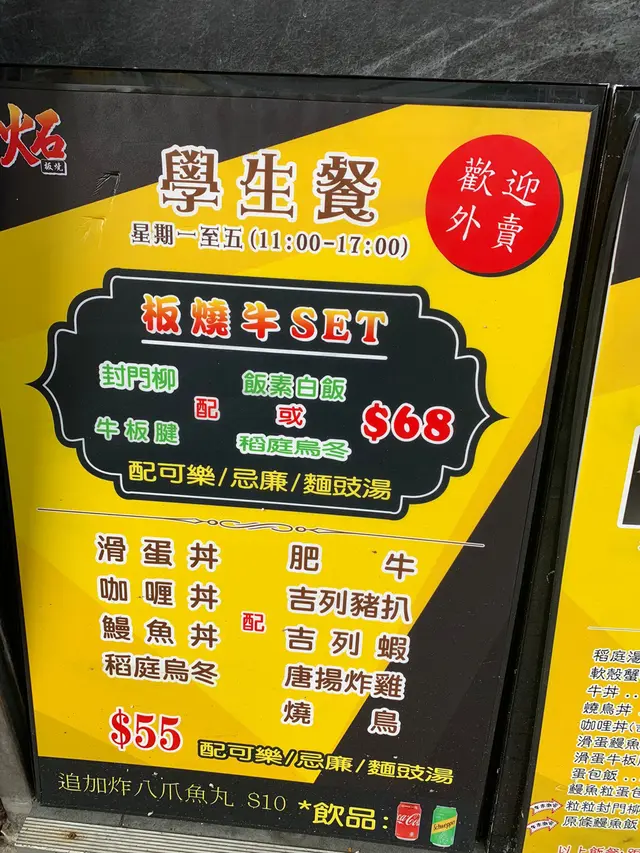 火石
板燒
學生餐
星期一至五(11:00-17:00)
歡迎
外賣
板燒牛SET
封門柳
牛板腱
配
飯素白飯
或
稻庭烏冬
$68
配可樂/忌廉/麵豉湯
滑蛋丼
咖喱丼
鰻魚丼
稻庭烏冬
配
肥牛
吉列豬扒
吉列蝦
唐揚炸雞
燒鳥
$55
配可樂/忌廉/麵豉湯
追加炸八爪魚丸 $10
*飲品:
Coca-Cola
Schweppes
稻庭湯
軟殼蟹
牛丼..
燒鳥丼
咖喱丼(
滑蛋鰻魚
滑蛋牛板
蛋包飯...
鰻魚粒蛋包
粒粒封門柳
原條鰻魚飯